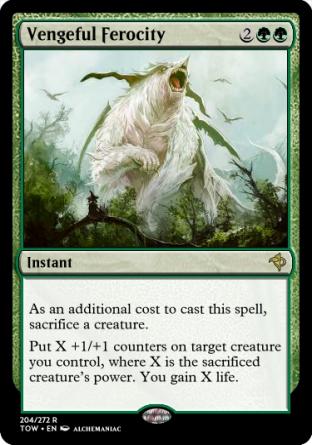 Vengeful Ferocity 2
Instant
As an additional cost to cast this spell,
sacrifice a creature.
Put X +1/+1 counters on target creature
you control, where X is the sacrificed
creature's power. You gain X life.
204/272 R
TOW • EN ALCHEMANIAC